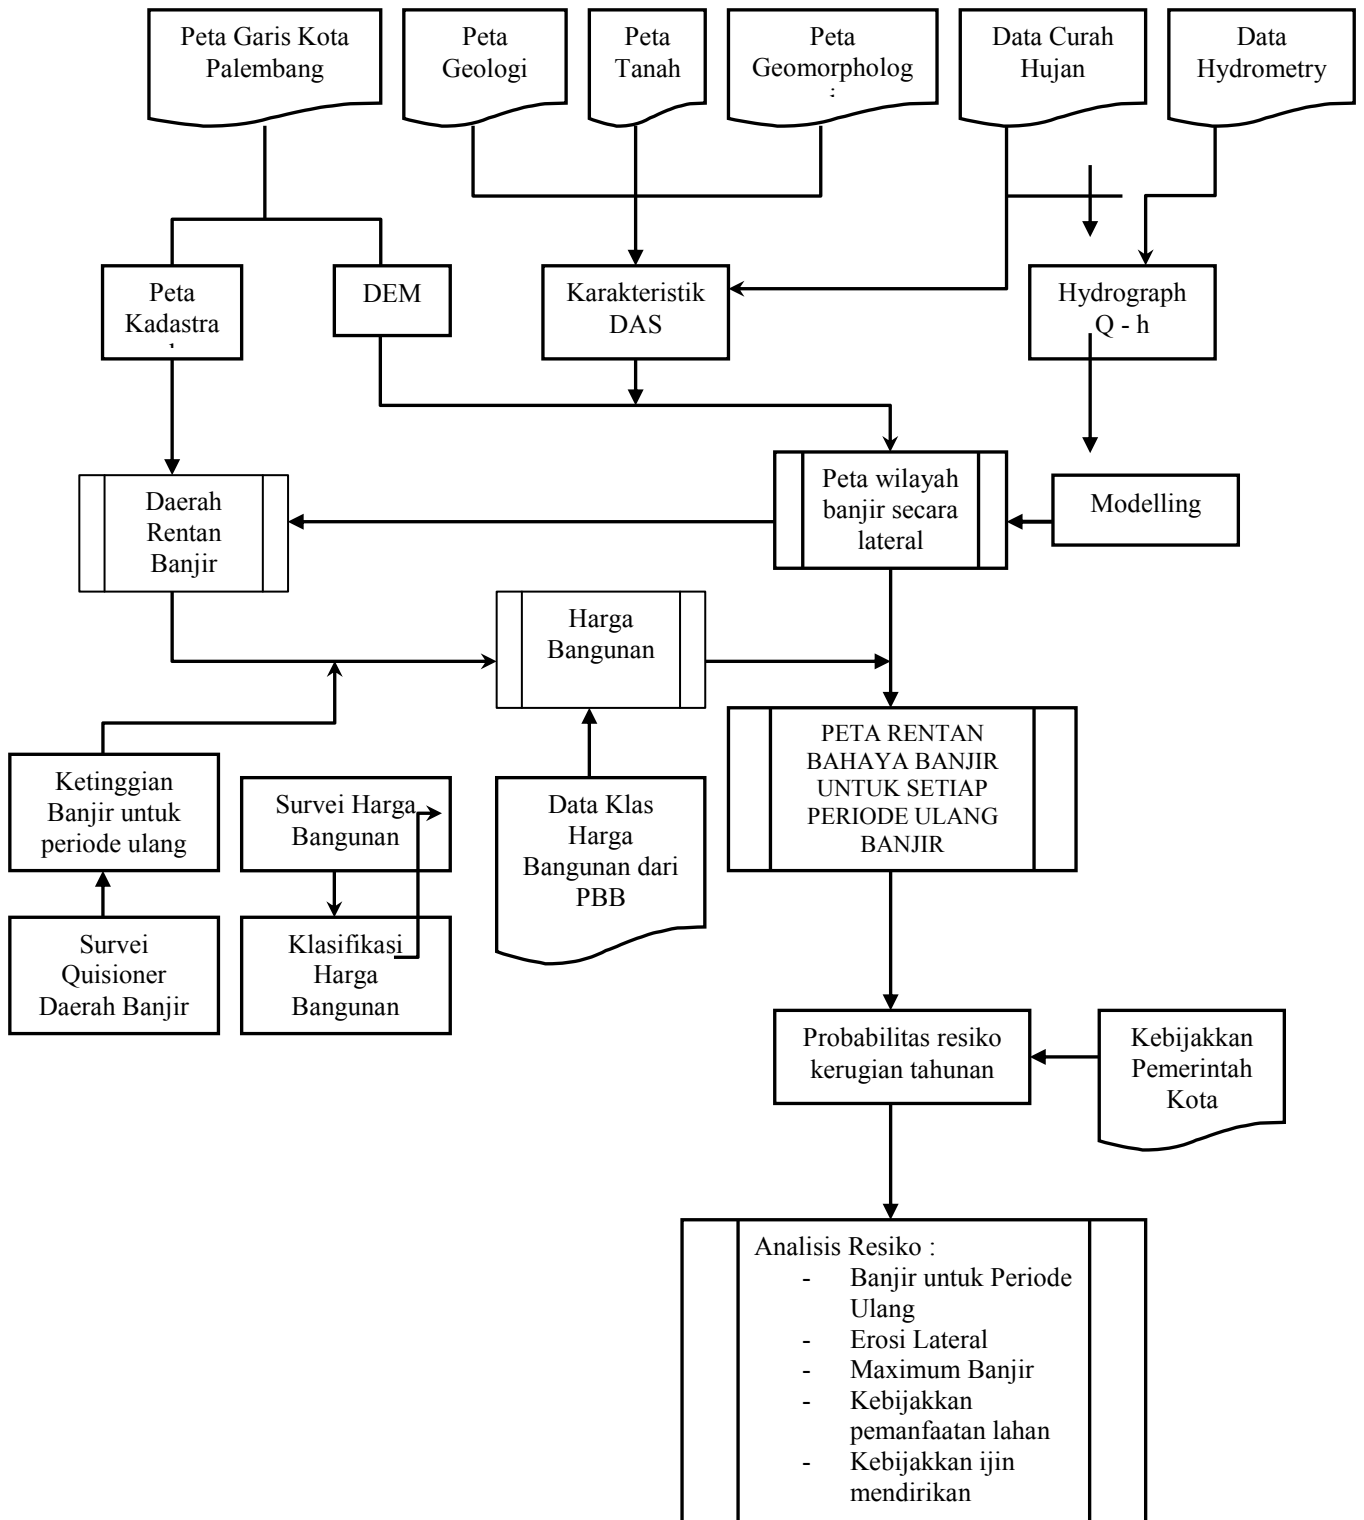 Peta Garis Kota
Palembang
Peta
Geologi
Peta
Tanah
Peta
Geomorpholog
Data Curah
Hujan
Data
Hydrometry
Peta
Kadastra
DEM
Karakteristik
DAS
Hydrograph
Q - h
Daerah
Rentan
Banjir
Peta wilayah
banjir secara
lateral
Modelling
Harga
Bangunan
Ketinggian
Banjir untuk
periode ulang
Survei Harga
Bangunan
Data Klas
Harga
Bangunan dari
PBB
PETA RENTAN
BAHAYA BANJIR
UNTUK SETIAP
PERIODE ULANG
BANJIR
Survei
Quisioner
Daerah Banjir
Klasifikasi
Harga
Bangunan
Probabilitas resiko
kerugian tahunan
Kebijakkan
Pemerintah
Kota
Analisis Resiko :
- Banjir untuk Periode
Ulang
- Erosi Lateral
- Maximum Banjir
- Kebijakkan
pemanfaatan lahan
- Kebijakkan ijin
mendirikan